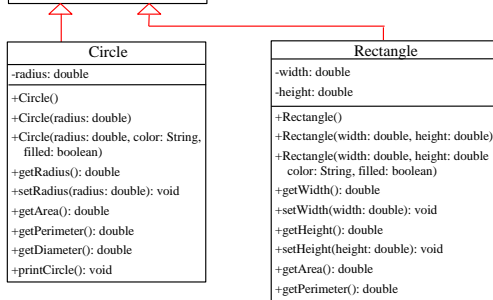 Circle
-radius: double
+Circle()
+Circle(radius: double)
+Circle(radius: double, color: String,
filled: boolean)
+getRadius(): double
+setRadius(radius: double): void
+getArea(): double
+getPerimeter(): double
+getDiameter(): double
+printCircle(): void
Rectangle
-width: double
-height: double
+Rectangle()
+Rectangle(width: double, height: double)
+Rectangle(width: double, height: double
color: String, filled: boolean)
+getWidth(): double
+setWidth(width: double): void
+getHeight(): double
+setHeight(height: double): void
+getArea(): double
+getPerimeter(): double